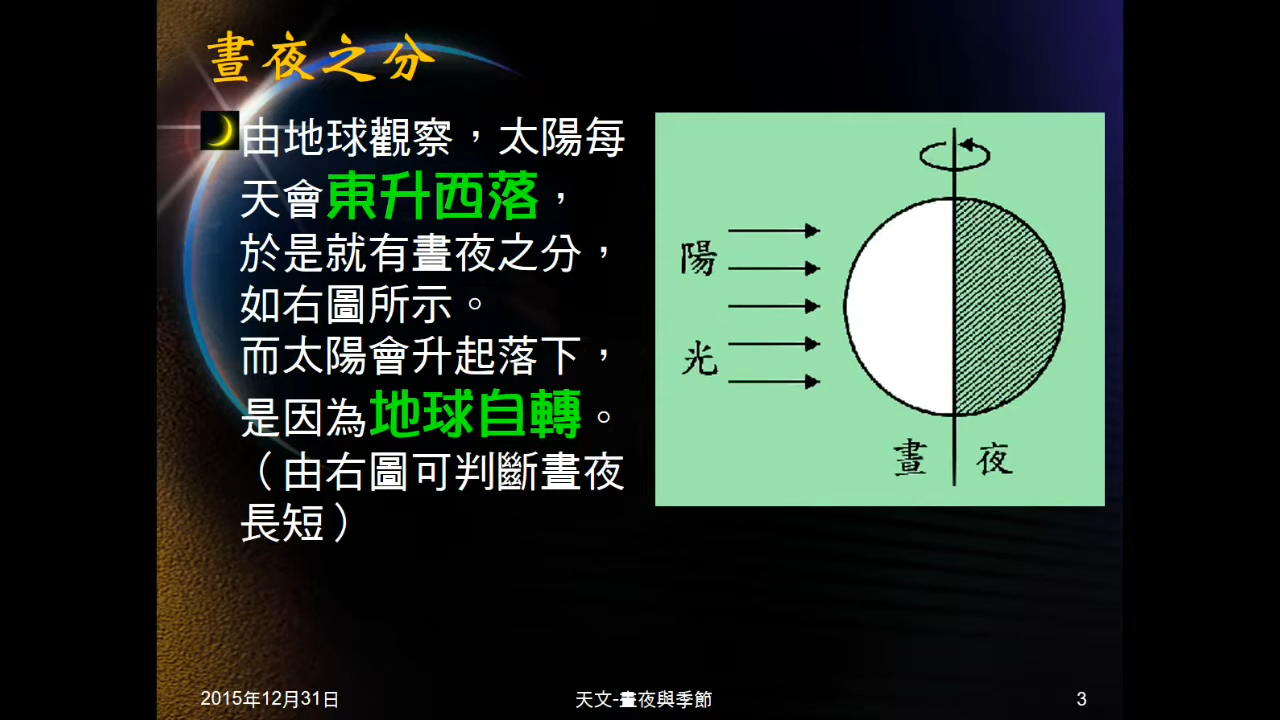 晝夜之分
由地球觀察，太陽每
天會東升西落，
於是就有晝夜之分，
如右圖所示。
而太陽會升起落下，
是因為地球自轉。
（由右圖可判斷晝夜
長短）
陽
光
晝 夜
2015年12月31日
天文-晝夜與季節
3